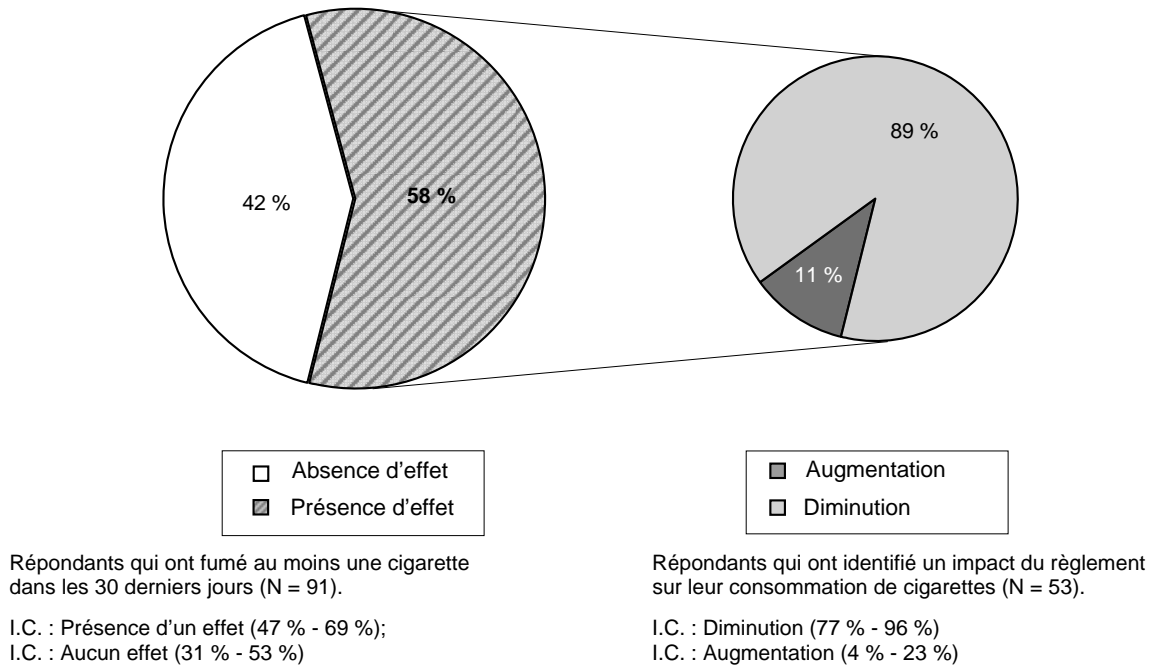 42 %
58 %
89 %
11 %
Absence d'effet
Présence d'effet
Répondants qui ont fumé au moins une cigarette
dans les 30 derniers jours (N = 91).
I.C. : Présence d'un effet (47 % - 69 %);
I.C. : Aucun effet (31 % - 53 %)
Augmentation
Diminution
Répondants qui ont identifié un impact du règlement
sur leur consommation de cigarettes (N = 53).
I.C. : Diminution (77 % - 96 %)
I.C. : Augmentation (4 % - 23 %)